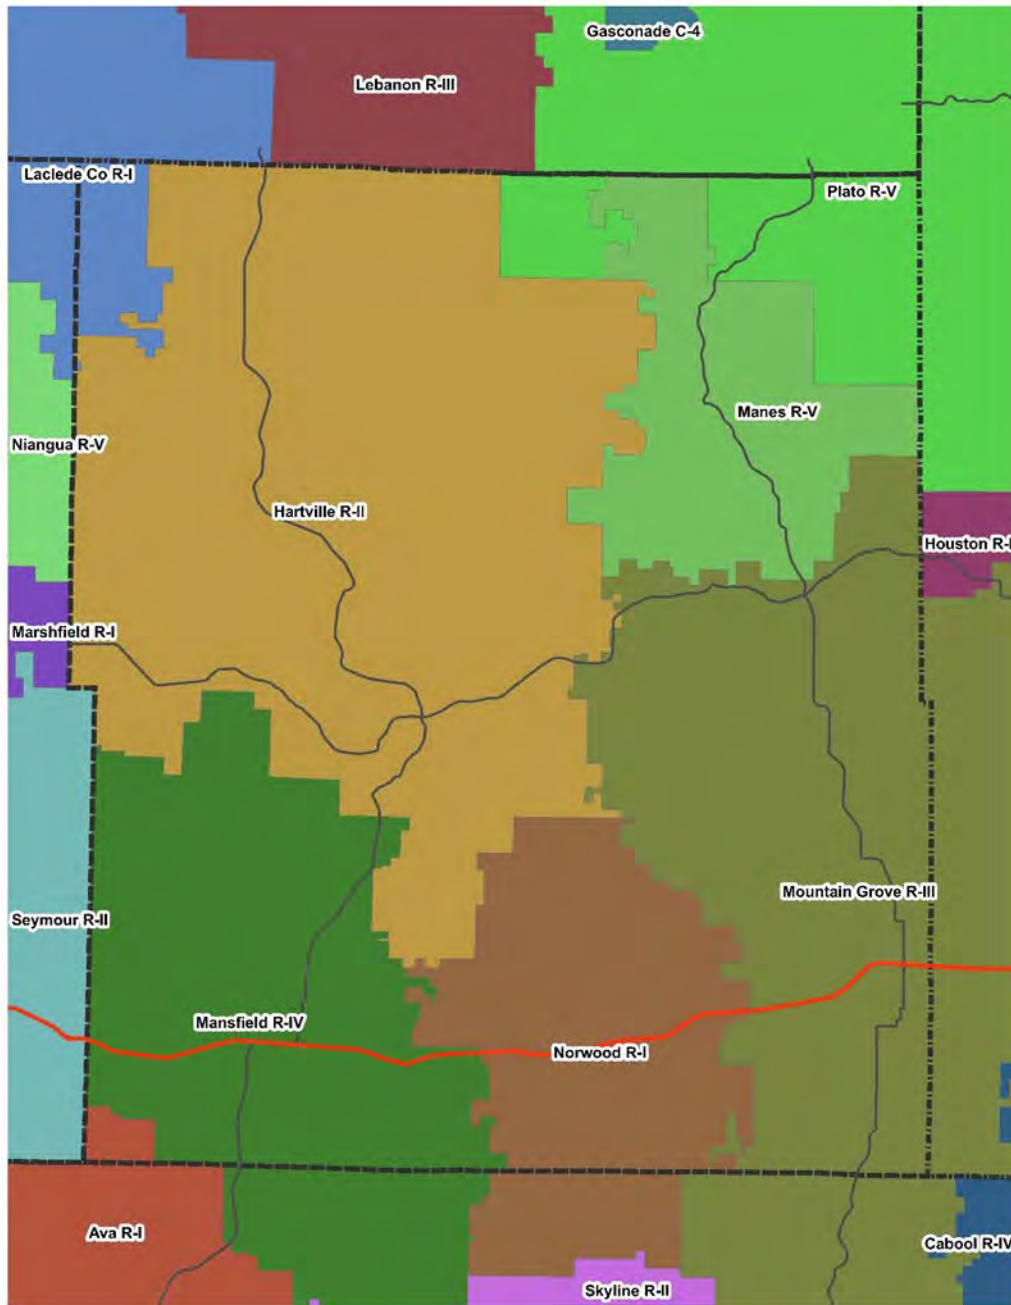 Gasconade C-4
Lebanon R-III
Laclede Co R-I
Plato R-V
Manes R-V
Niangua R-V
Hartville R-II
Houston R-I
Marshfield R-I
Mountain Grove R-III
Seymour R-II
Mansfield R-IV
Norwood R-I
Ava R-I
Cabool R-IV
Skyline R-II